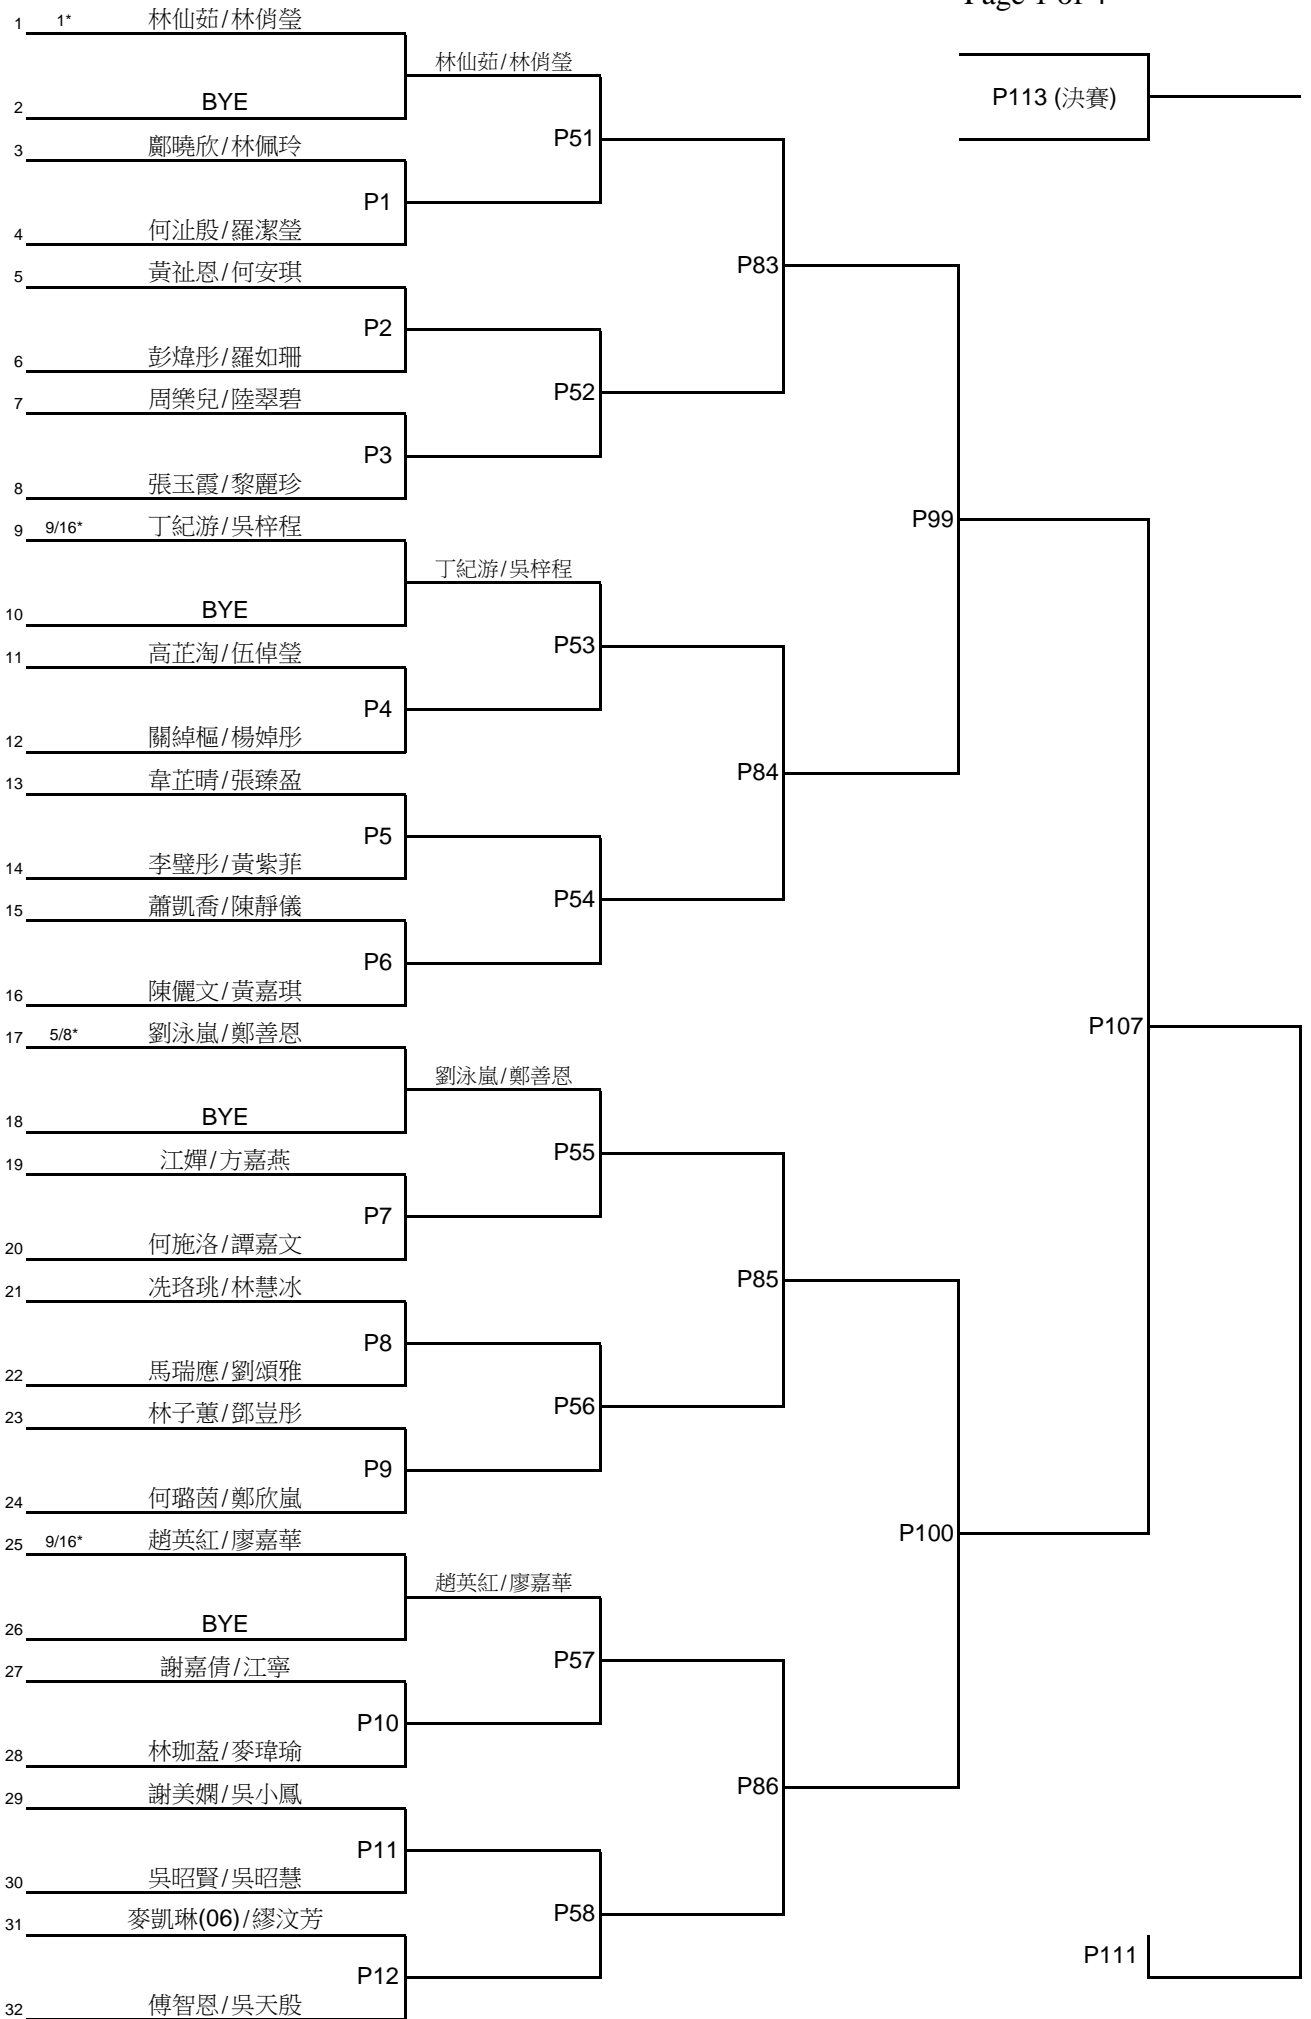 Page 1 of 4
1 1* 林仙茹/林俏瑩
林仙茹/林俏瑩
P113 (決賽)
2 BYE
P51
3 鄺曉欣/林佩玲
P1
4 何沚殷/羅潔瑩
P83
5 黃祉恩/何安琪
P2
6 彭煒彤/羅如珊
P52
7 周樂兒/陸翠碧
P3
8 張玉霞/黎麗珍
P99
9 9/16* 丁紀游/吳梓程
丁紀游/吳梓程
10 BYE
P53
11 高芷淘/伍倬瑩
P4
12 關綽樞/楊婥彤
P84
13 韋芷晴/張臻盈
P5
14 李璧彤/黃紫菲
P54
15 蕭凱喬/陳靜儀
P6
16 陳儷文/黃嘉琪
P107
17 5/8* 劉泳嵐/鄭善恩
劉泳嵐/鄭善恩
18 BYE
P55
19 江嬋/方嘉燕
P7
20 何施洛/譚嘉文
P85
21 冼珞珧/林慧冰
P8
22 馬瑞應/劉頌雅
P56
23 林子蕙/鄧豈彤
P9
24 何璐茵/鄭欣嵐
P100
25 9/16* 趙英紅/廖嘉華
趙英紅/廖嘉華
26 BYE
P57
27 謝嘉倩/江寧
P10
28 林珈蓝/麥瑋瑜
P86
29 謝美嫻/吳小鳳
P11
30 吳昭賢/吳昭慧
P58
31 麥凱琳(06)/繆汶芳
P111
P12
32 傅智恩/吳天殷